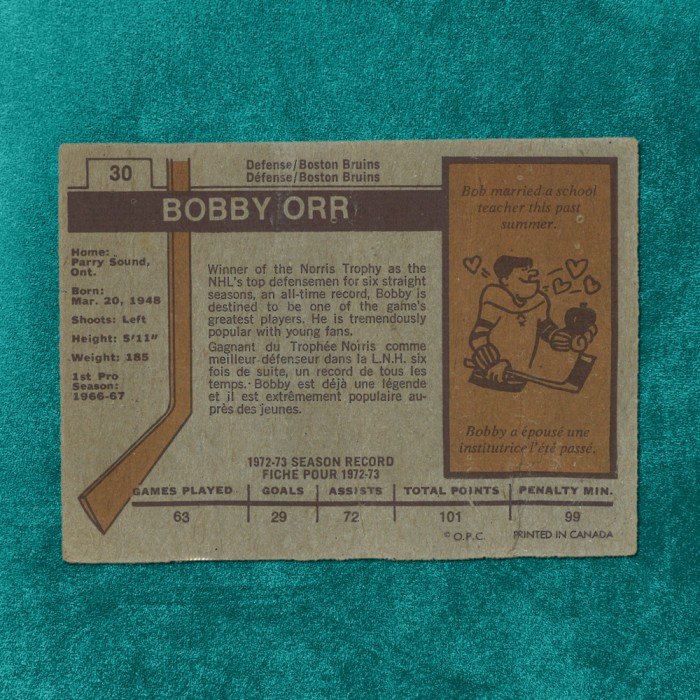 30
Defense/Boston Bruins
Défense/Boston Bruins
BOBBY ORR
Home:
Parry Sound,
Ont.
Born:
Mar. 20, 1948
Shoots: Left
Height: 5'11"
Weight: 185
1st Pro
Season:
1966-67
Winner of the Norris Trophy as the
NHL's top defensemen for six straight
seasons, an all-time record, Bobby is
destined to be one of the game's
greatest players. He is tremendously
popular with young fans.
Gagnant du Trophée Norris comme
meilleur défenseur dans la L.N.H. six
fois de suite, un record de tous les
temps. Bobby est déjà une légende
et il est extrêmement populaire au-
près des jeunes.
Bob married a school
teacher this past
summer.
Bobby a épousé une
institutrice l'été passé.
1972-73 SEASON RECORD
FICHE POUR 1972-73
GAMES PLAYED GOALS ASSISTS TOTAL POINTS PENALTY MIN.
63 29 72 101 99
© O.P.C. PRINTED IN CANADA